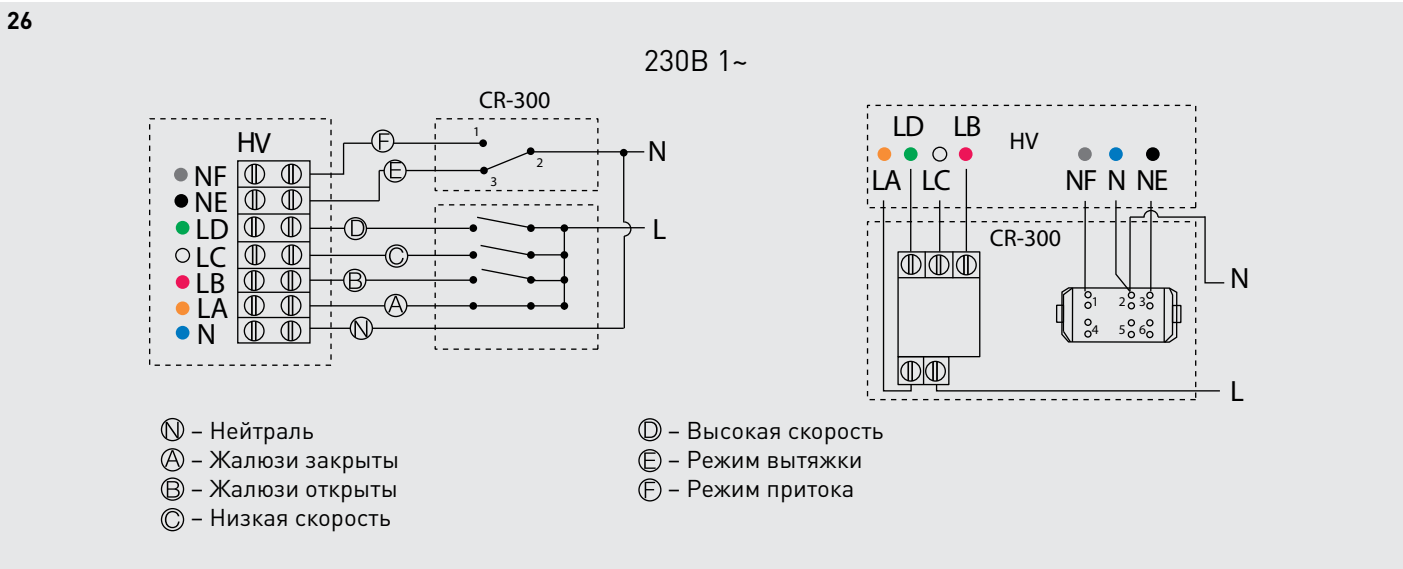 26
230В 1~
CR-300
HV
NF
NE
LD
LC
LB
LA
N
F
E
D
C
B
A
N
1
2
3
N
L
LD LB
HV
LA LC
NF N NE
CR-300
1 2 3
4 5 6
N
L
Ⓝ – Нейтраль
Ⓐ – Жалюзи закрыты
Ⓑ – Жалюзи открыты
Ⓒ – Низкая скорость
Ⓓ – Высокая скорость
Ⓔ – Режим вытяжки
Ⓕ – Режим притока